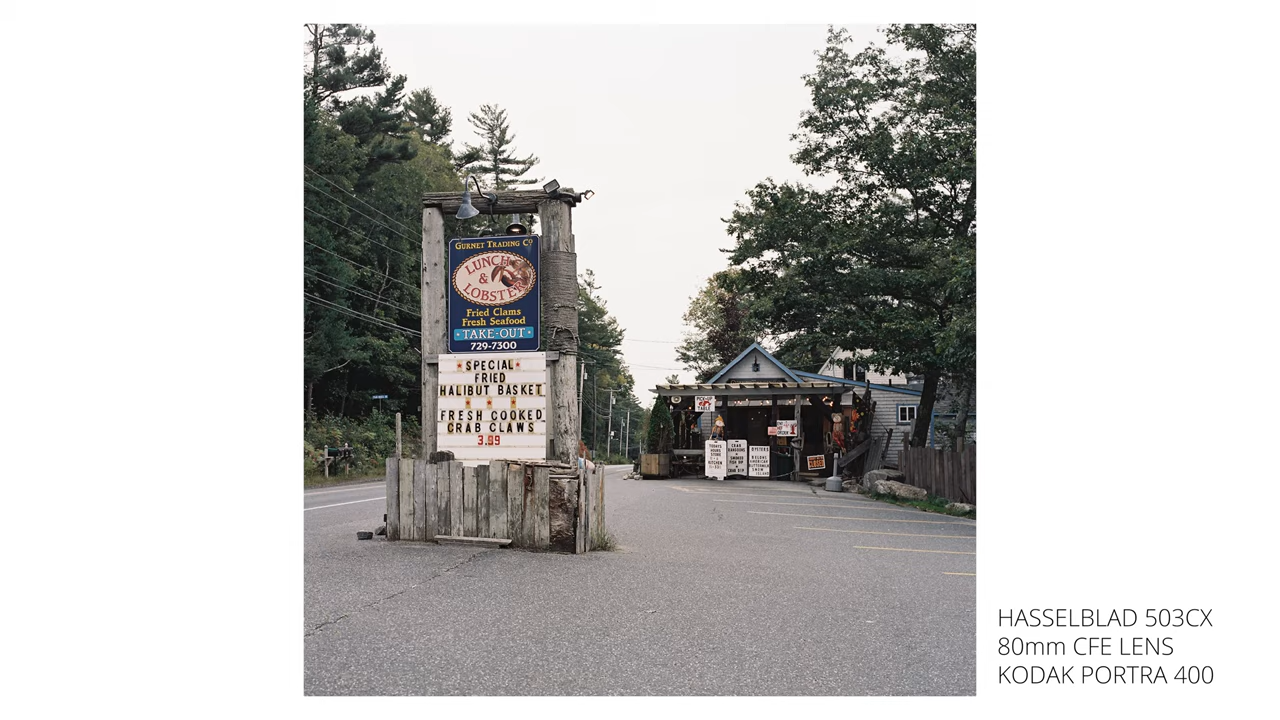 GURNET TRADING CO
LUNCH
&
LOBSTER
Fried Clams
Fresh Seafood
TAKE-OUT
729-7300
SPECIAL
FRIED
HALIBUT BASKET
FRESH COOKED
CRAB CLAWS
3.99
PICK-UP
TABLE
HASSELBLAD 503CX
80mm CFE LENS
KODAK PORTRA 400